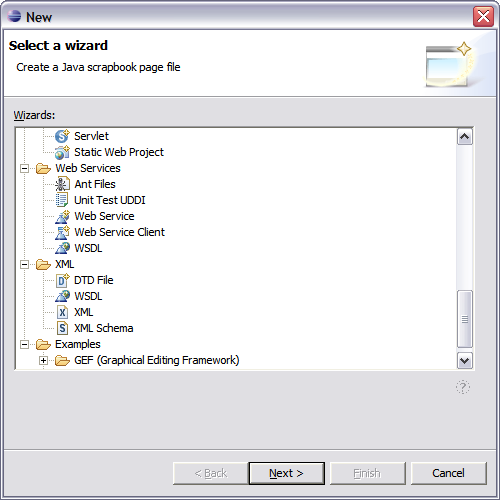 New
Select a wizard
Create a Java scrapbook page file
Wizards:
Servlet
Static Web Project
Web Services
Ant Files
Unit Test UDDI
Web Service
Web Service Client
WSDL
XML
DTD File
WSDL
XML
XML Schema
Examples
GEF (Graphical Editing Framework)
?
< Back Next > Finish Cancel